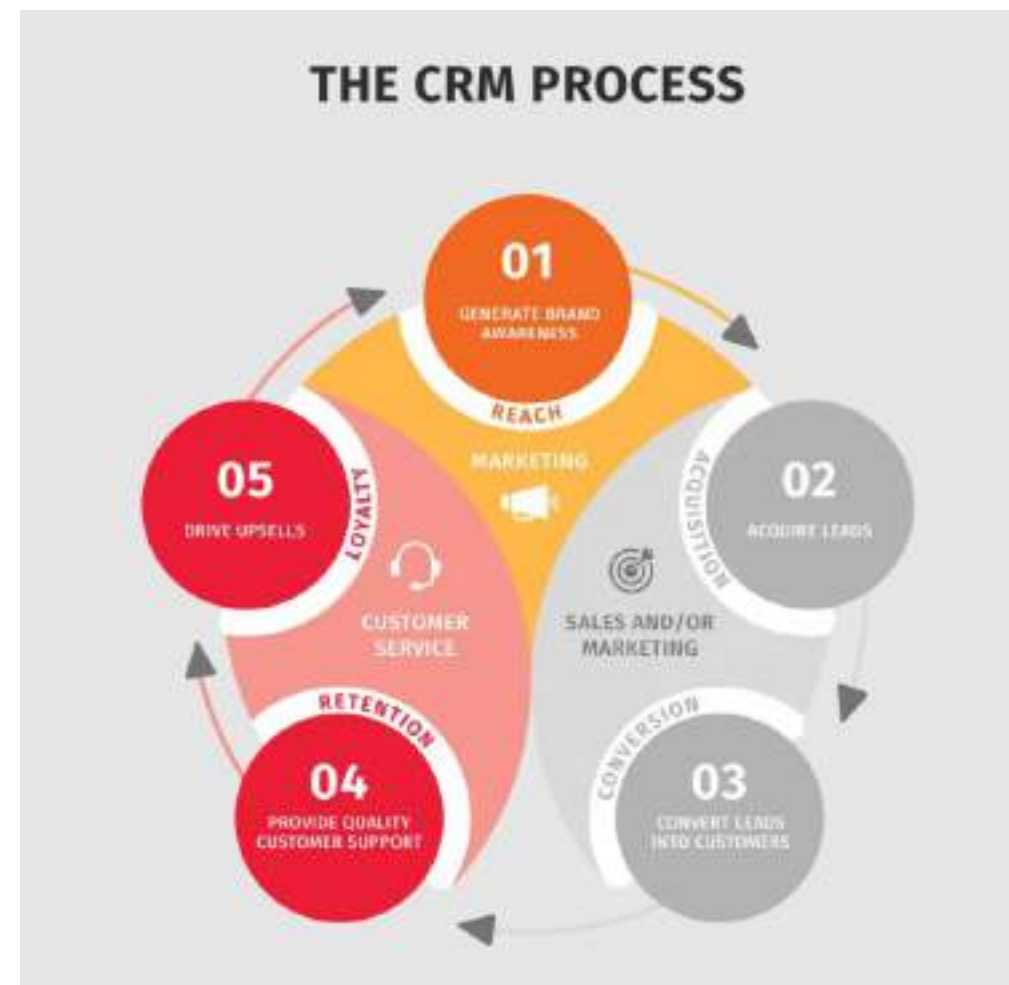 THE CRM PROCESS
01
GENERATE BRAND
AWARENESS
REACH
MARKETING
02
ACQUIRE LEADS
ACQUISITION
SALES AND/OR
MARKETING
03
CONVERT LEADS
INTO CUSTOMERS
CONVERSION
04
PROVIDE QUALITY
CUSTOMER SUPPORT
RETENTION
CUSTOMER
SERVICE
05
DRIVE UPSELLS
LOYALTY